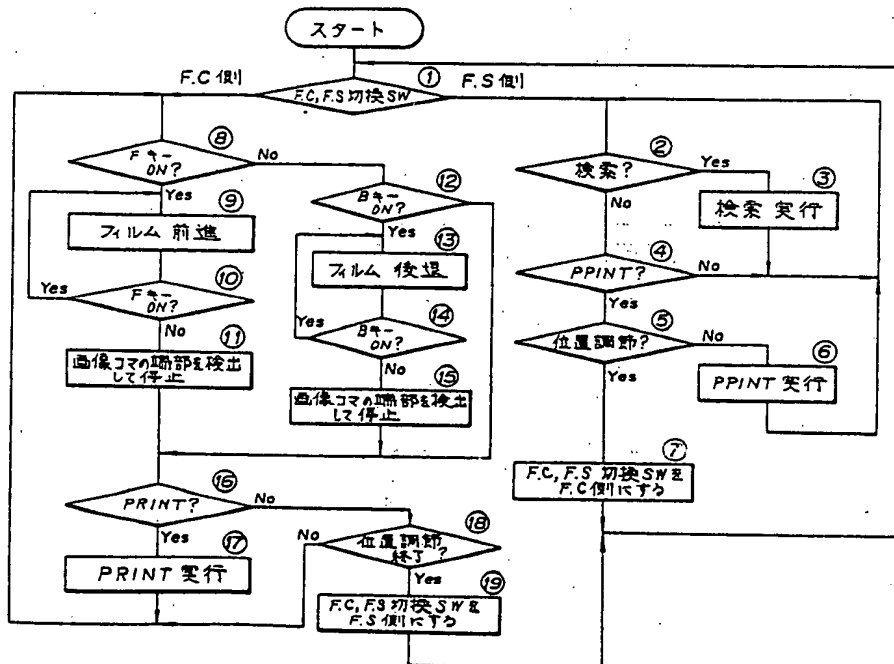 スタート
F.C 側
①
F.S 側
F.C, F.S 切換 SW
⑧
Fキー
ON?
No
Yes
⑨
フィルム 前進
⑩
Fキー
ON?
Yes
No
⑪
画像コマの端部を検出
して停止
⑫
Bキー
ON?
Yes
⑬
フィルム 後退
⑭
Bキー
ON?
Yes
No
⑮
画像コマの端部を検出
して停止
②
検索?
Yes
No
③
検索 実行
④
PPINT?
No
Yes
⑤
位置調節?
No
Yes
⑥
PPINT 実行
⑦
F.C, F.S 切換SWを
F.C 側にする
⑯
PRINT?
No
Yes
⑰
PRINT 実行
⑱
位置調節
終了?
No
Yes
⑲
F.C, F.S 切換SWを
F.S 側にする